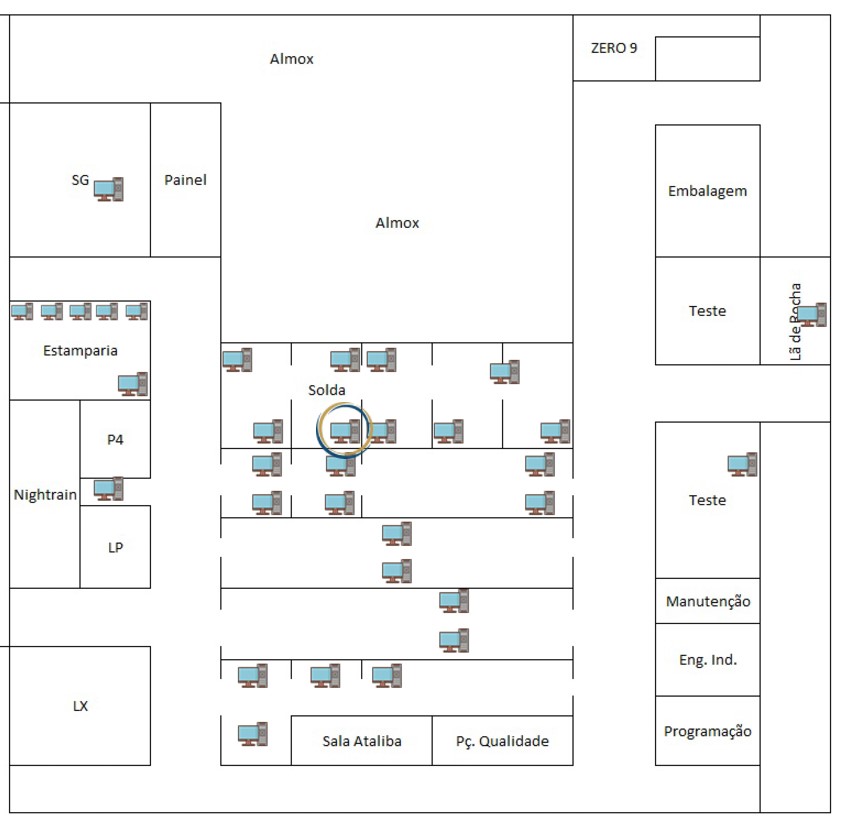 Almox
ZERO 9
SG
Painel
Embalagem
Almox
Teste
Lã de Rocha
Estamparia
Solda
P4
Nightrain
Teste
LP
Manutenção
Eng. Ind.
LX
Programação
Sala Ataliba
Pç. Qualidade